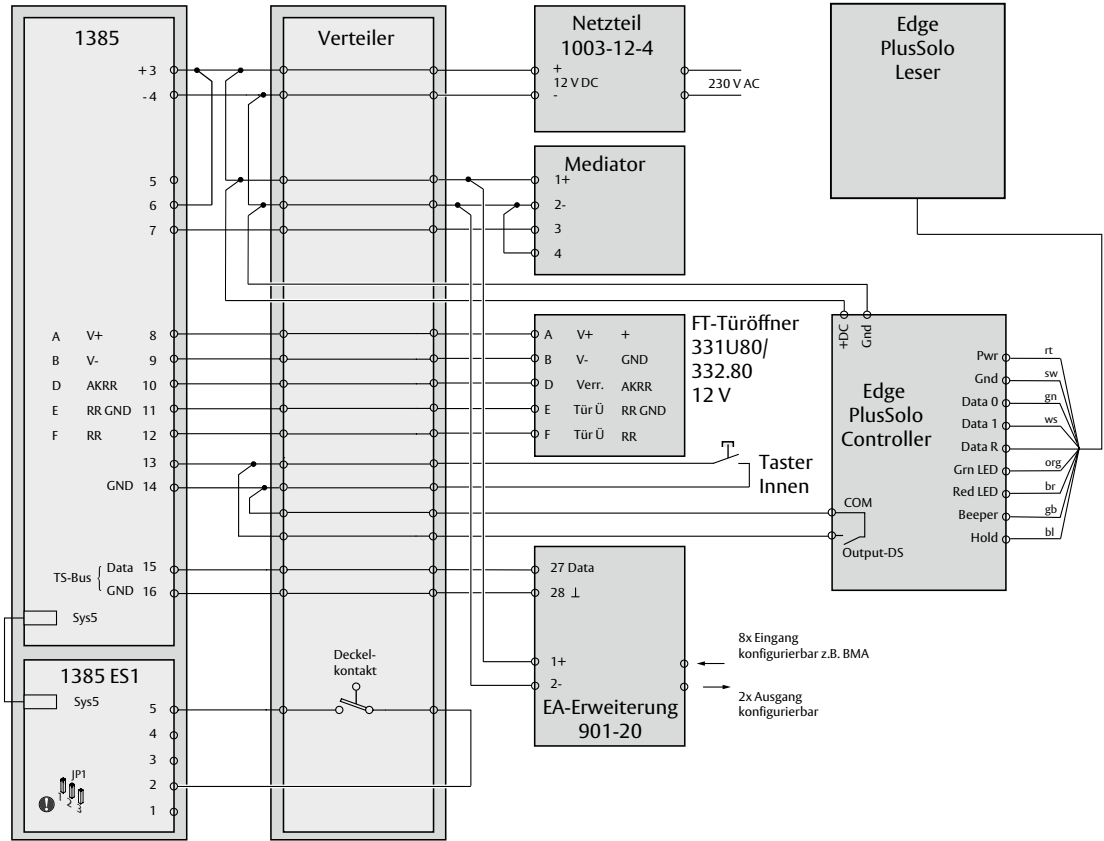 1385
+ 3
- 4
5
6
7
A V+ 8
B V- 9
D AKRR 10
E RR GND 11
F RR 12
13
GND 14
TS-Bus { Data 15
GND 16
Sys5
1385 ES1
Sys5
5
4
3
2
1
JP1
1 2 3
Verteiler
Deckel-
kontakt
Netzteil
1003-12-4
+
12 V DC
-
230 V AC
Mediator
1+
2-
3
4
A V+ +
B V- GND
D Verr. AKRR
E Tür Ü RR GND
F Tür Ü RR
FT-Türöffner
331U80/
332.80
12 V
Taster
Innen
27 Data
28 ⊥
1+
2-
EA-Erweiterung
901-20
8x Eingang
konfigurierbar z.B. BMA
2x Ausgang
konfigurierbar
Edge
PlusSolo
Leser
+DC
Gnd
Edge
PlusSolo
Controller
COM
Output-DS
Pwr rt
Gnd sw
Data 0 gn
Data 1 ws
Data R
Grn LED org
Red LED br
Beeper gb
Hold bl